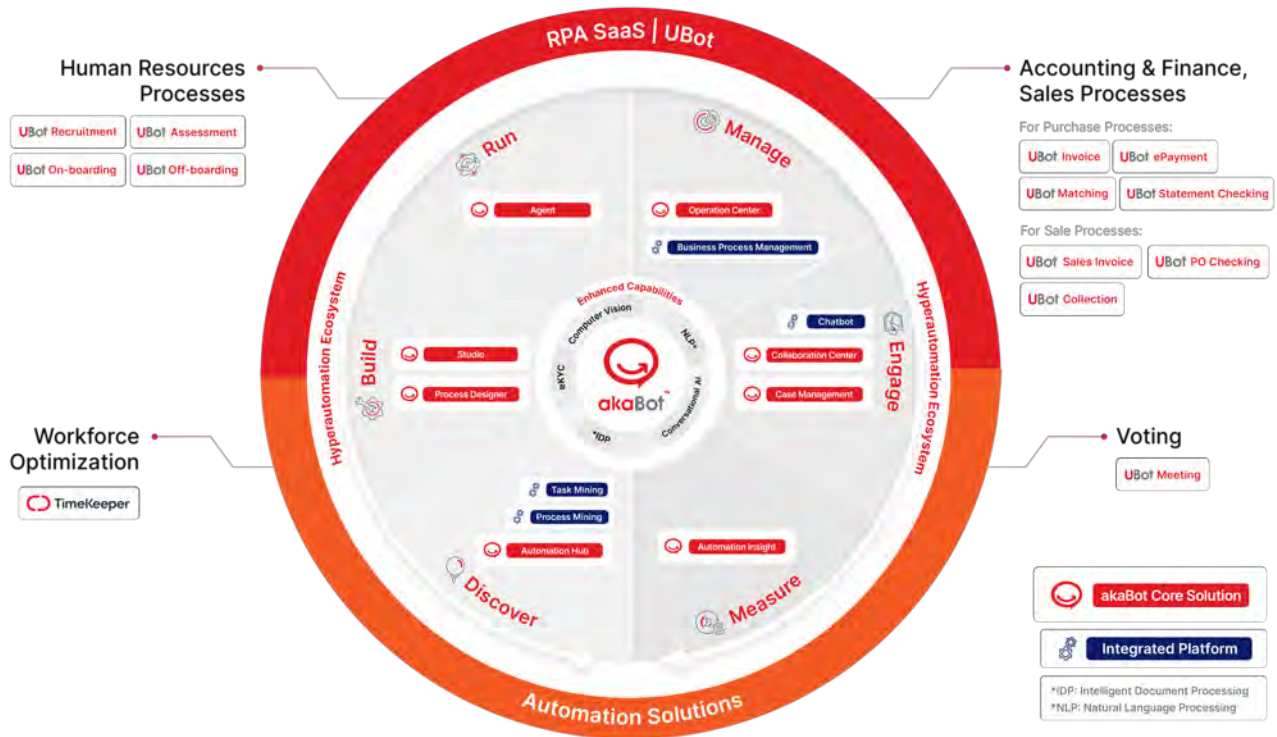 RPA SaaS | UBot
Human Resources
Processes
UBot Recruitment
UBot Assessment
UBot On-boarding
UBot Off-boarding
Accounting & Finance,
Sales Processes
For Purchase Processes:
UBot Invoice
UBot ePayment
UBot Matching
UBot Statement Checking
For Sale Processes:
UBot Sales Invoice
UBot PO Checking
UBot Collection
Run
Agent
Manage
Operation Center
Business Process Management
Hyperautomation Ecosystem
Build
Studio
Process Designer
Enhanced Capabilities
Computer Vision
NLP*
eKYC
akaBot
Conversational AI
*IDP
Chatbot
Collaboration Center
Case Management
Engage
Hyperautomation Ecosystem
Workforce
Optimization
TimeKeeper
Voting
UBot Meeting
Task Mining
Process Mining
Automation Hub
Discover
Automation Insight
Measure
Automation Solutions
akaBot Core Solution
Integrated Platform
*IDP: Intelligent Document Processing
*NLP: Natural Language Processing